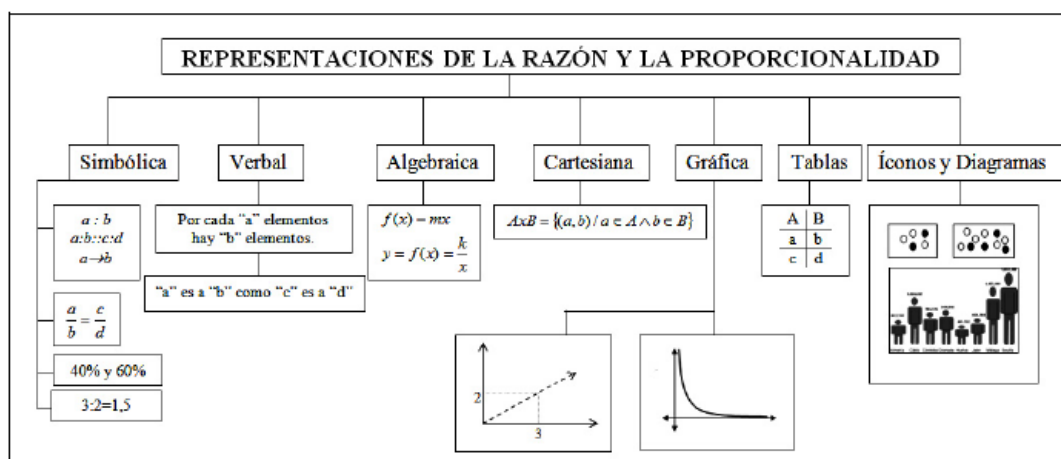 REPRESENTACIONES DE LA RAZÓN Y LA PROPORCIONALIDAD
Simbólica
Verbal
Algebraica
Cartesiana
Gráfica
Tablas
Íconos y Diagramas
a : b
a:b::c:d
a→b
a/b = c/d
40% y 60%
3:2=1,5
Por cada “a” elementos
hay “b” elementos.
“a” es a “b” como “c” es a “d”
f(x) = mx
y = f(x) = k/x
AxB = {(a,b) / a ∈ A ∧ b ∈ B}
2
3
A B
a b
c d